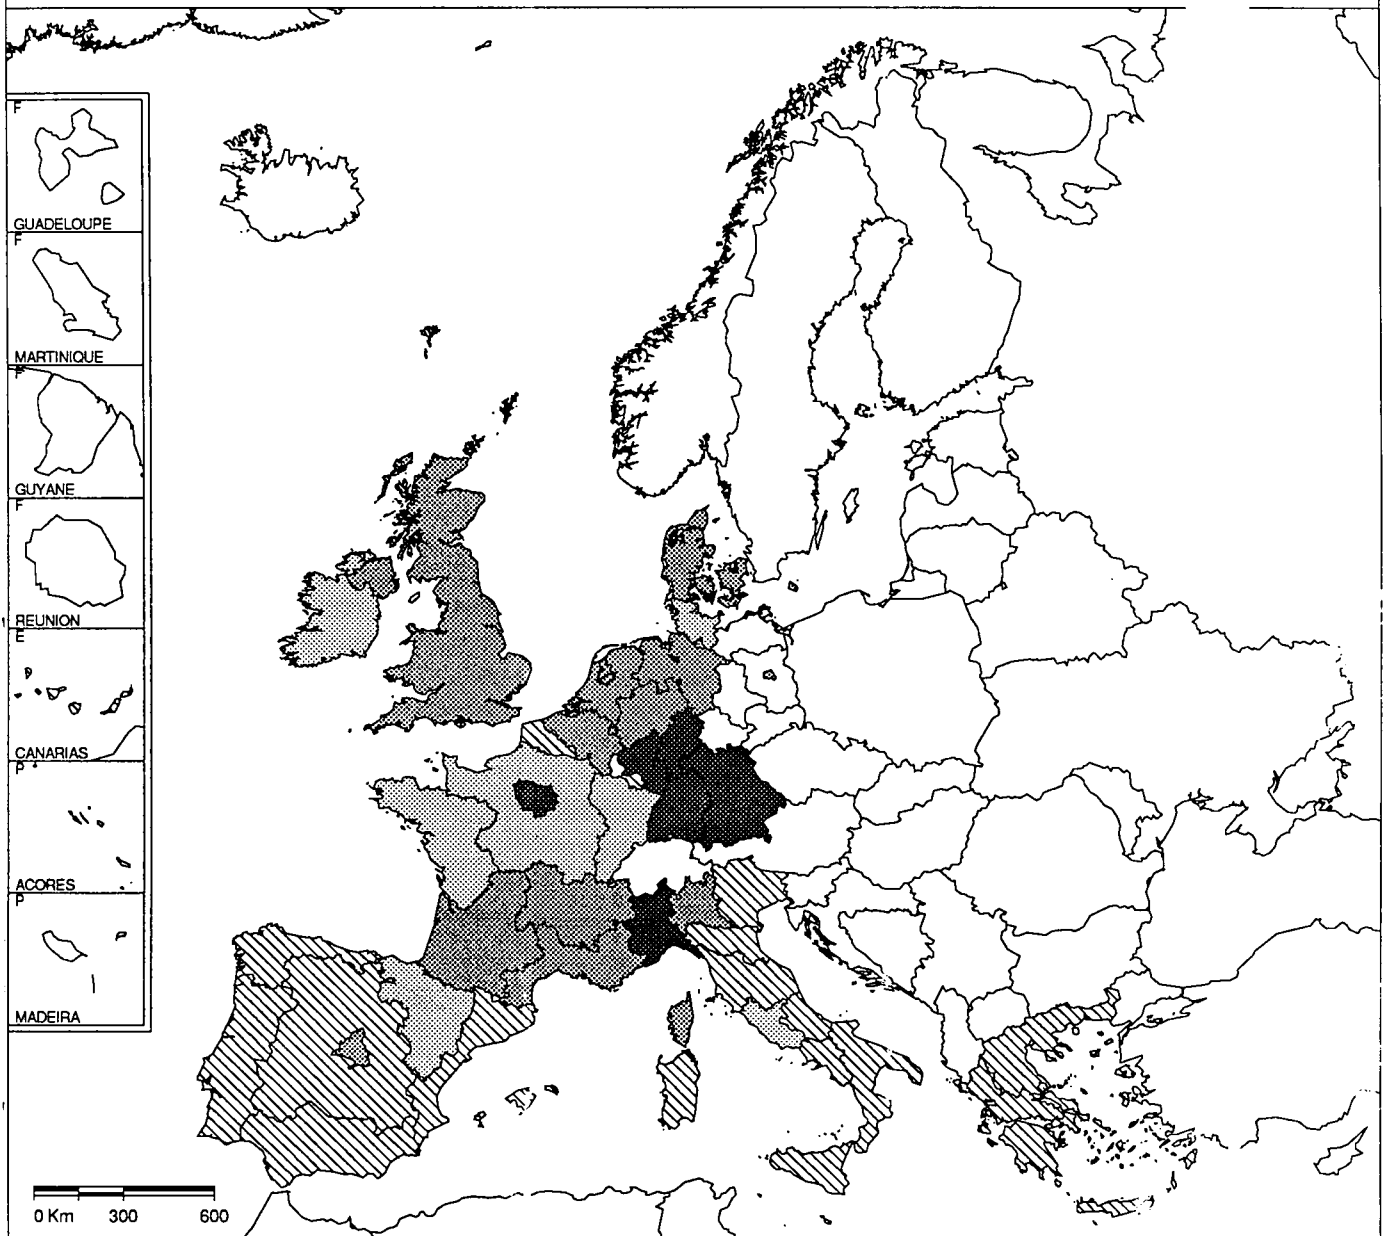 F
GUADELOUPE
F
MARTINIQUE
F
GUYANE
F
REUNION
E
CANARIAS
P
ACORES
P
MADEIRA
0 Km 300 600